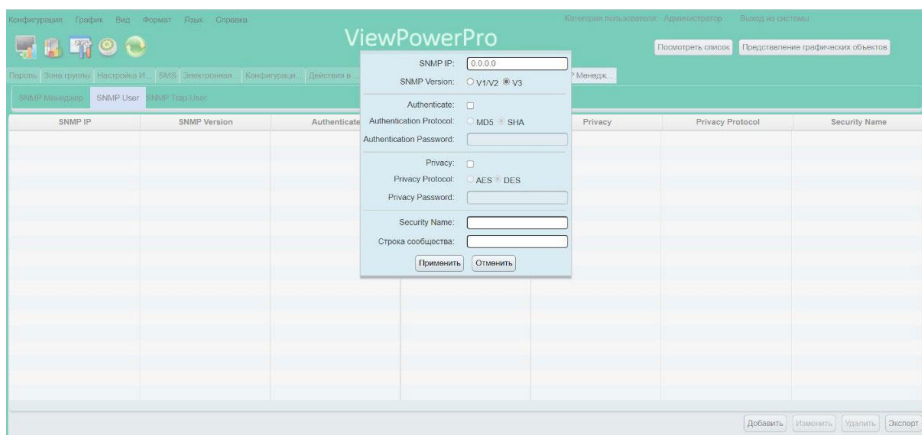 Конфигурация График Вид Формат Язык Справка
Категория пользователя Администратор Выход из системы
ViewPowerPro
Посмотреть список Представление графических объектов
Пароль Зона группы Настройка И... SMS Электронная... Конфигураци... Действия в ... Менедж...
SNMP Менеджер SNMP User SNMP Trap User
SNMP IP SNMP Version Authenticate Privacy Privacy Protocol Security Name
SNMP IP: 0.0.0.0
SNMP Version: V1/V2 V3
Authenticate:
Authentication Protocol: MD5 SHA
Authentication Password:
Privacy:
Privacy Protocol: AES DES
Privacy Password:
Security Name:
Строка сообщества:
Применить Отменить
Добавить Изменить Удалить Экспорт